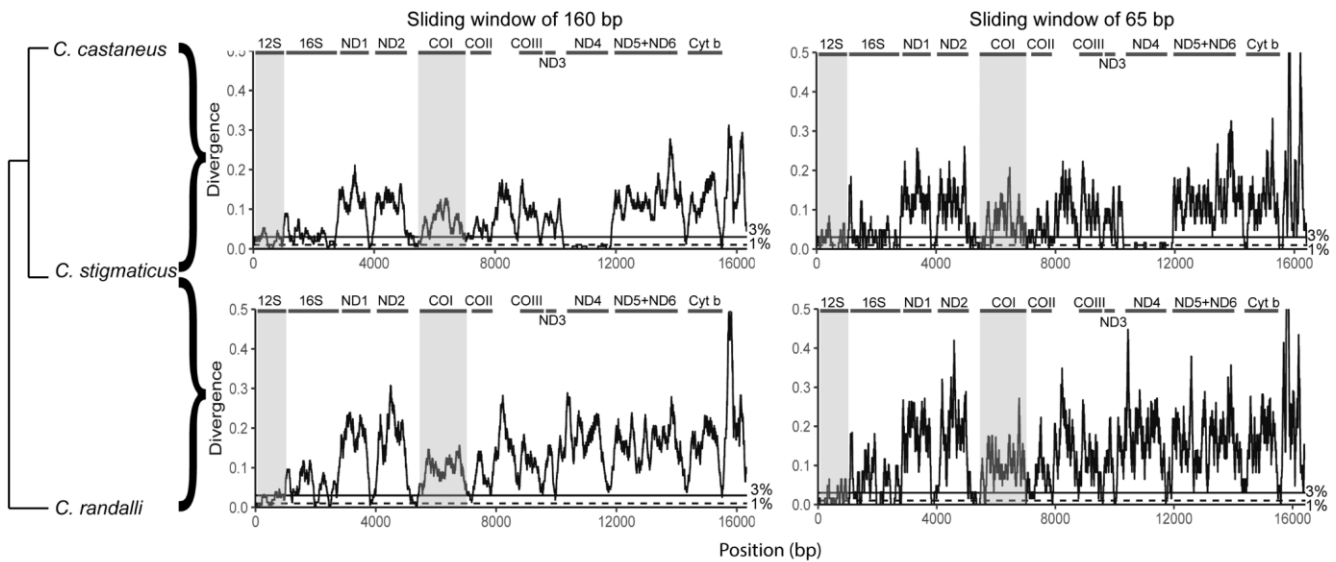 Sliding window of 160 bp
Sliding window of 65 bp
C. castaneus
C. stigmaticus
C. randalli
12S 16S ND1 ND2 COI COII COIII ND4 ND5+ND6 Cyt b
ND3
Divergence
0.5
0.4
0.3
0.2
0.1
0.0
3%
1%
0 4000 8000 12000 16000
12S 16S ND1 ND2 COI COII COIII ND4 ND5+ND6 Cyt b
ND3
0.5
0.4
0.3
0.2
0.1
0.0
3%
1%
0 4000 8000 12000 16000
12S 16S ND1 ND2 COI COII COIII ND4 ND5+ND6 Cyt b
ND3
Divergence
0.5
0.4
0.3
0.2
0.1
0.0
3%
1%
0 4000 8000 12000 16000
12S 16S ND1 ND2 COI COII COIII ND4 ND5+ND6 Cyt b
ND3
0.5
0.4
0.3
0.2
0.1
0.0
3%
1%
0 4000 8000 12000 16000
Position (bp)